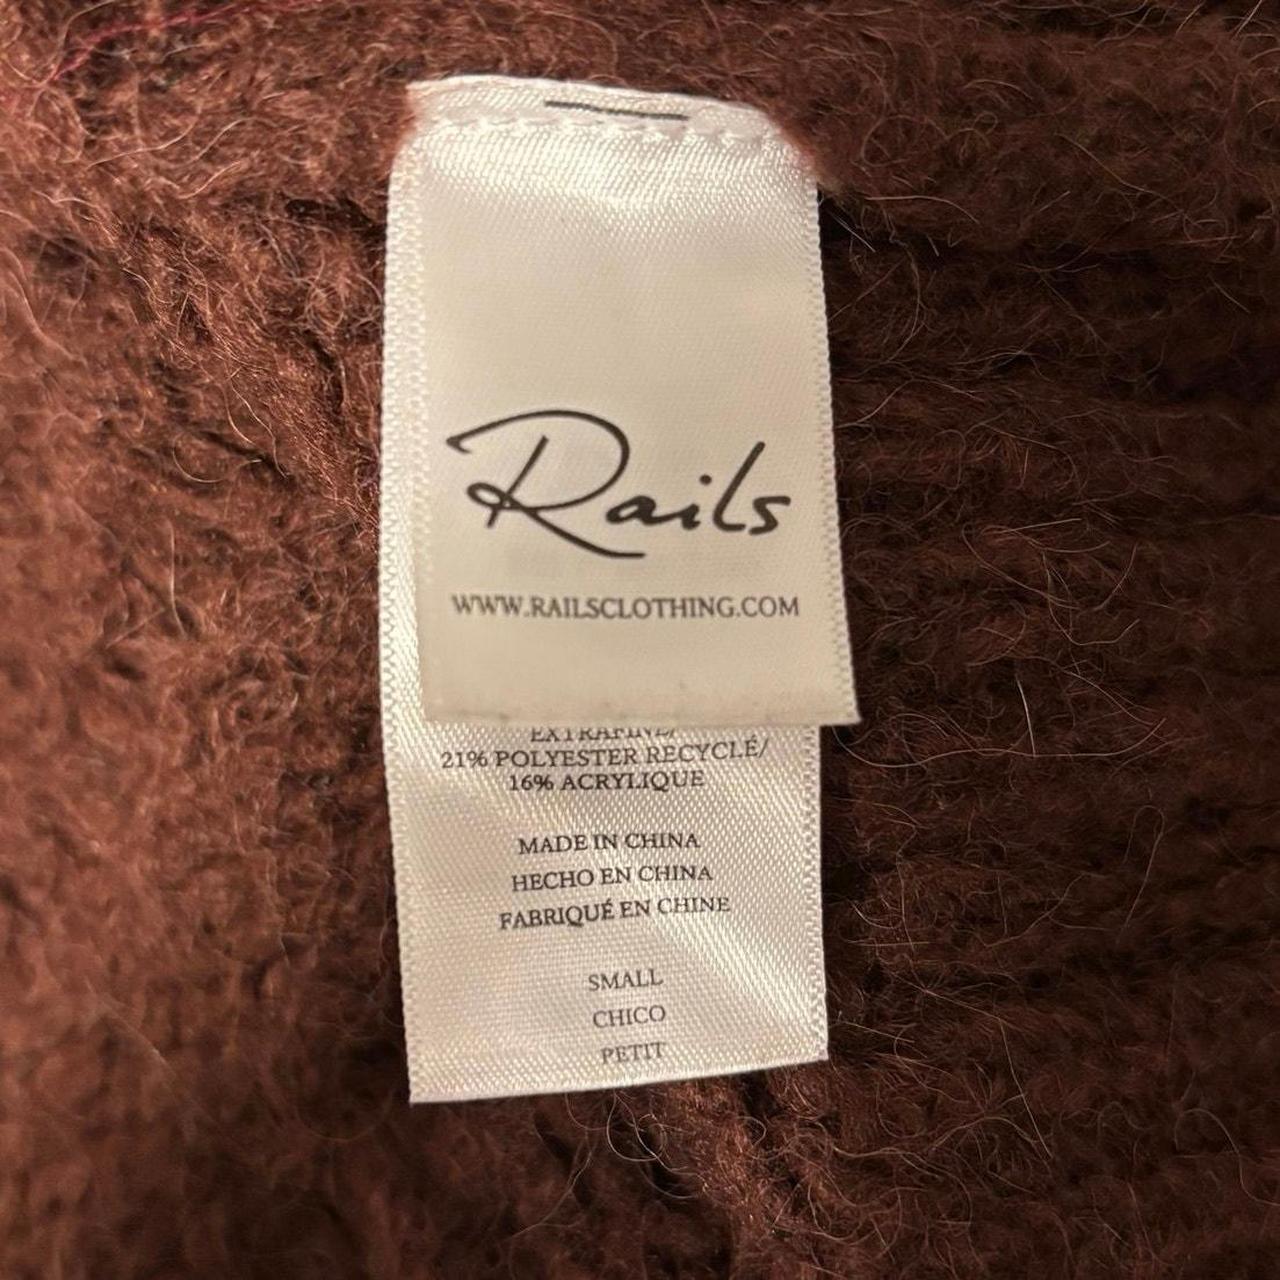 Rails
WWW.RAILSCLOTHING.COM
EXTRAFINE/
21% POLYESTER RECYCLÉ/
16% ACRYLIQUE
MADE IN CHINA
HECHO EN CHINA
FABRIQUÉ EN CHINE
SMALL
CHICO
PETIT